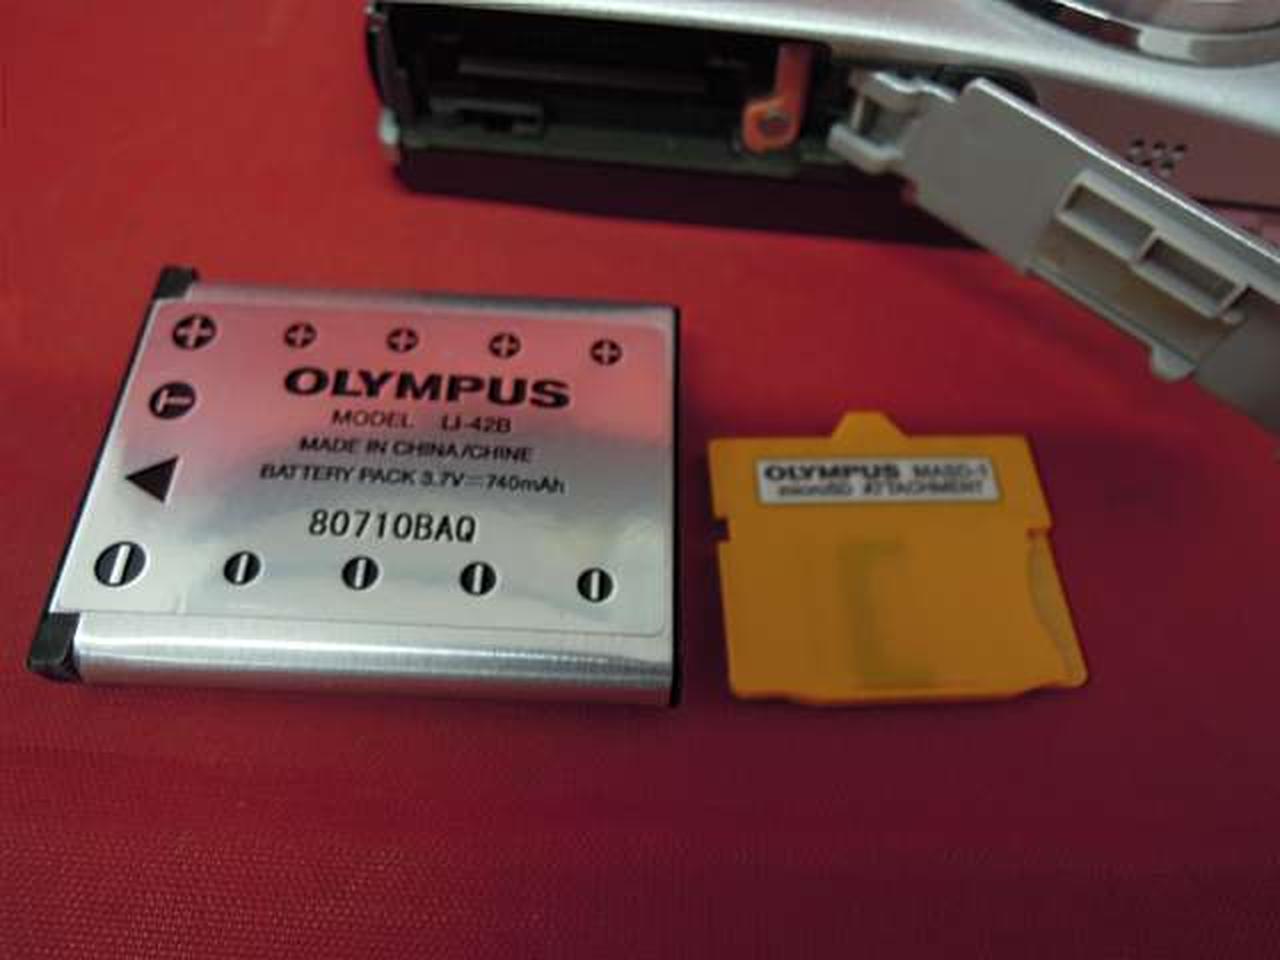 OLYMPUS
MODEL LI-42B
MADE IN CHINA/CHINE
BATTERY PACK 3.7V⎓740mAh
80710BAQ
T
OLYMPUS MASD-1
microSD ATTACHMENT